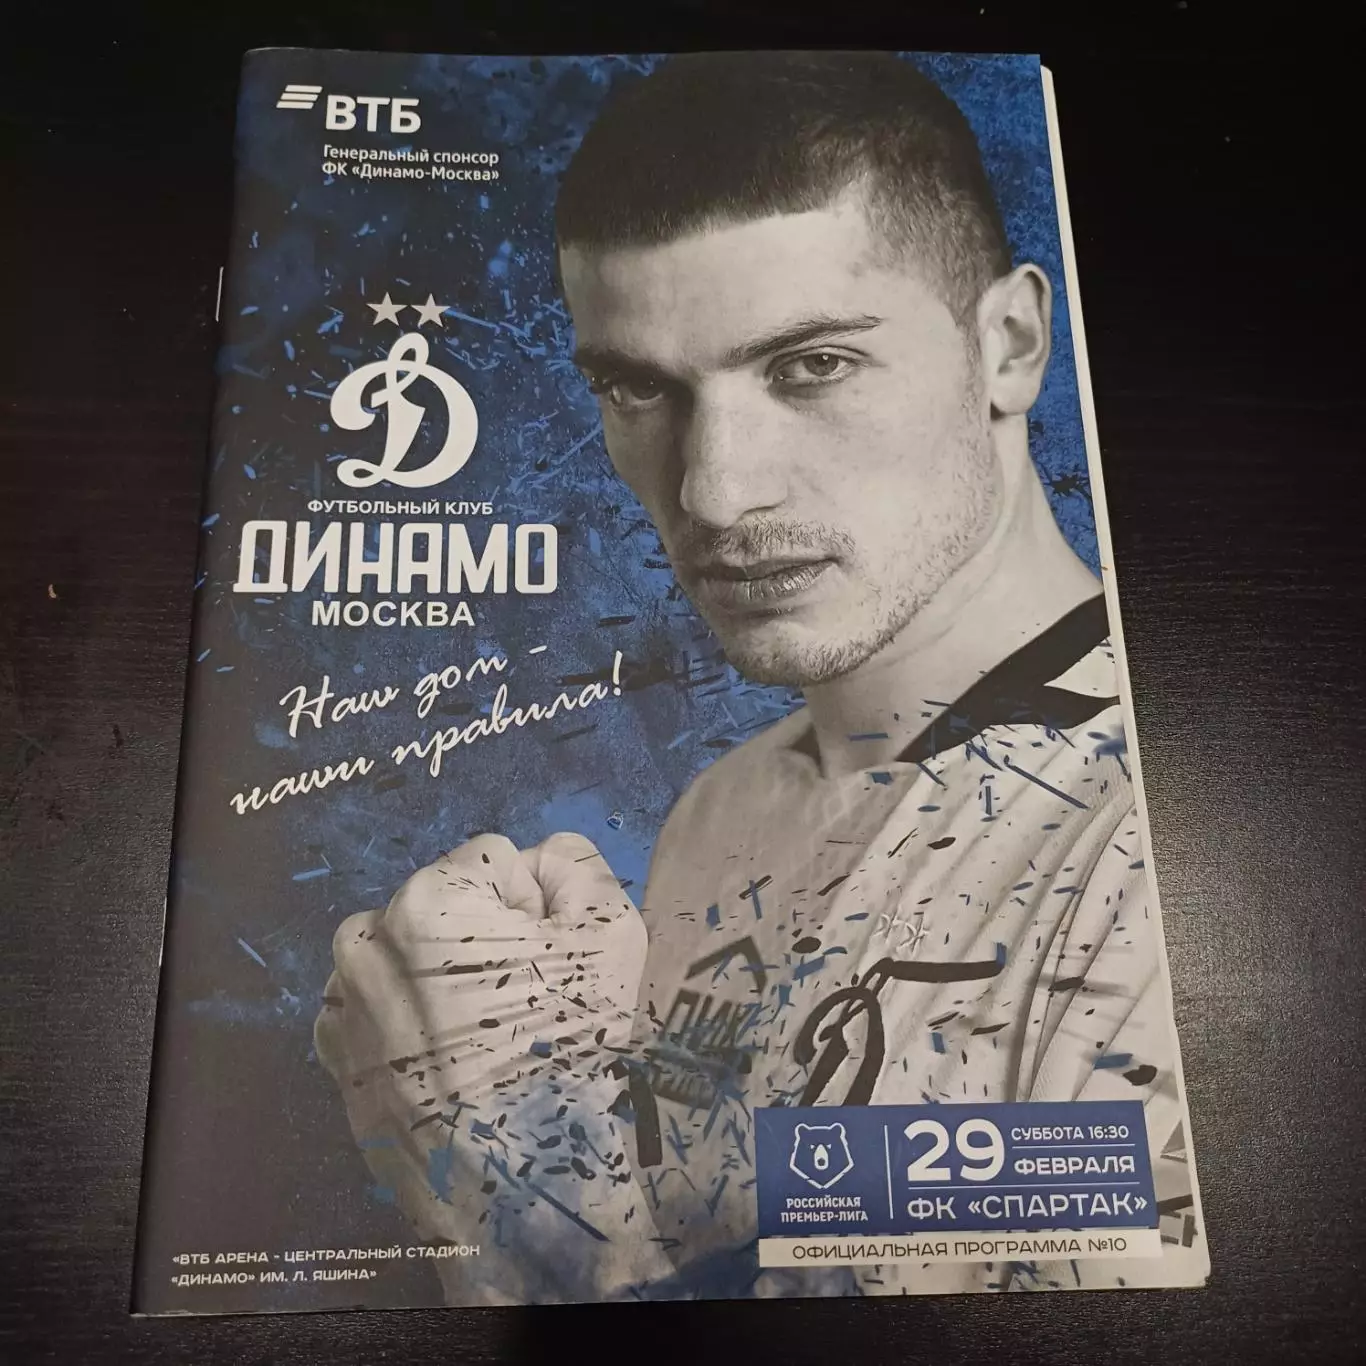 ВТБ
Генеральный спонсор
ФК «Динамо-Москва»
ФУТБОЛЬНЫЙ КЛУБ
ДИНАМО
МОСКВА
Наш дом -
наши правила!
РОССИЙСКАЯ
ПРЕМЬЕР-ЛИГА
29
СУББОТА 16:30
ФЕВРАЛЯ
ФК «СПАРТАК»
ОФИЦИАЛЬНАЯ ПРОГРАММА №10
«ВТБ АРЕНА - ЦЕНТРАЛЬНЫЙ СТАДИОН
«ДИНАМО» ИМ. Л. ЯШИНА»